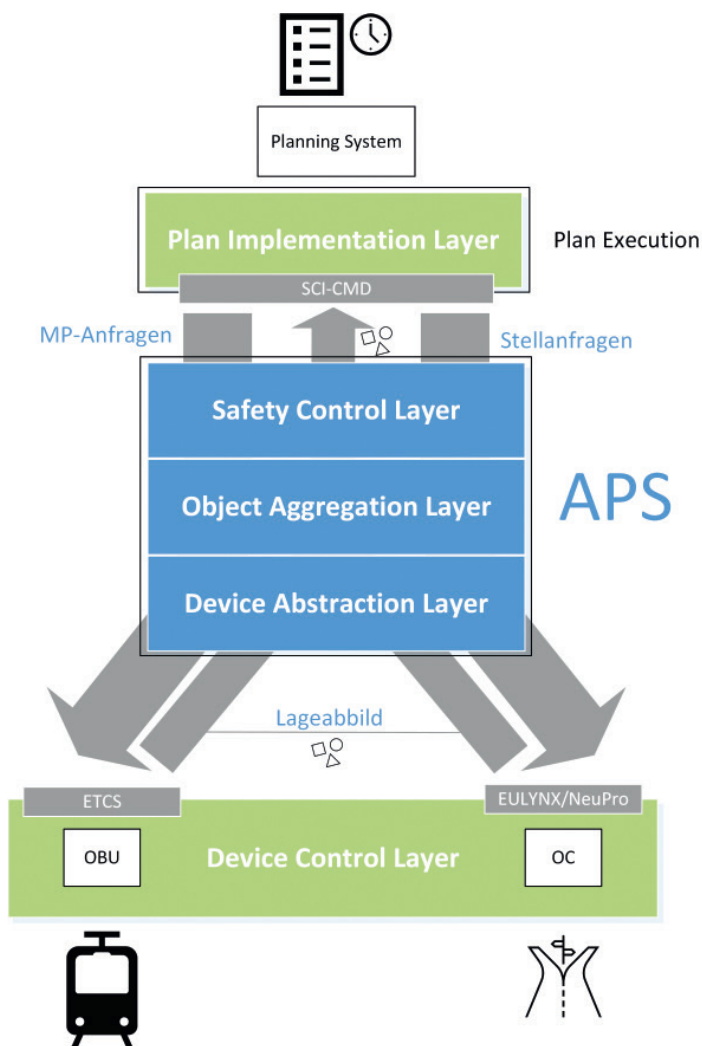 Planning System
Plan Implementation Layer
Plan Execution
SCI-CMD
MP-Anfragen
Stellanfragen
Safety Control Layer
Object Aggregation Layer
APS
Device Abstraction Layer
Lageabbild
ETCS
EULYNX/NeuPro
OBU
Device Control Layer
OC